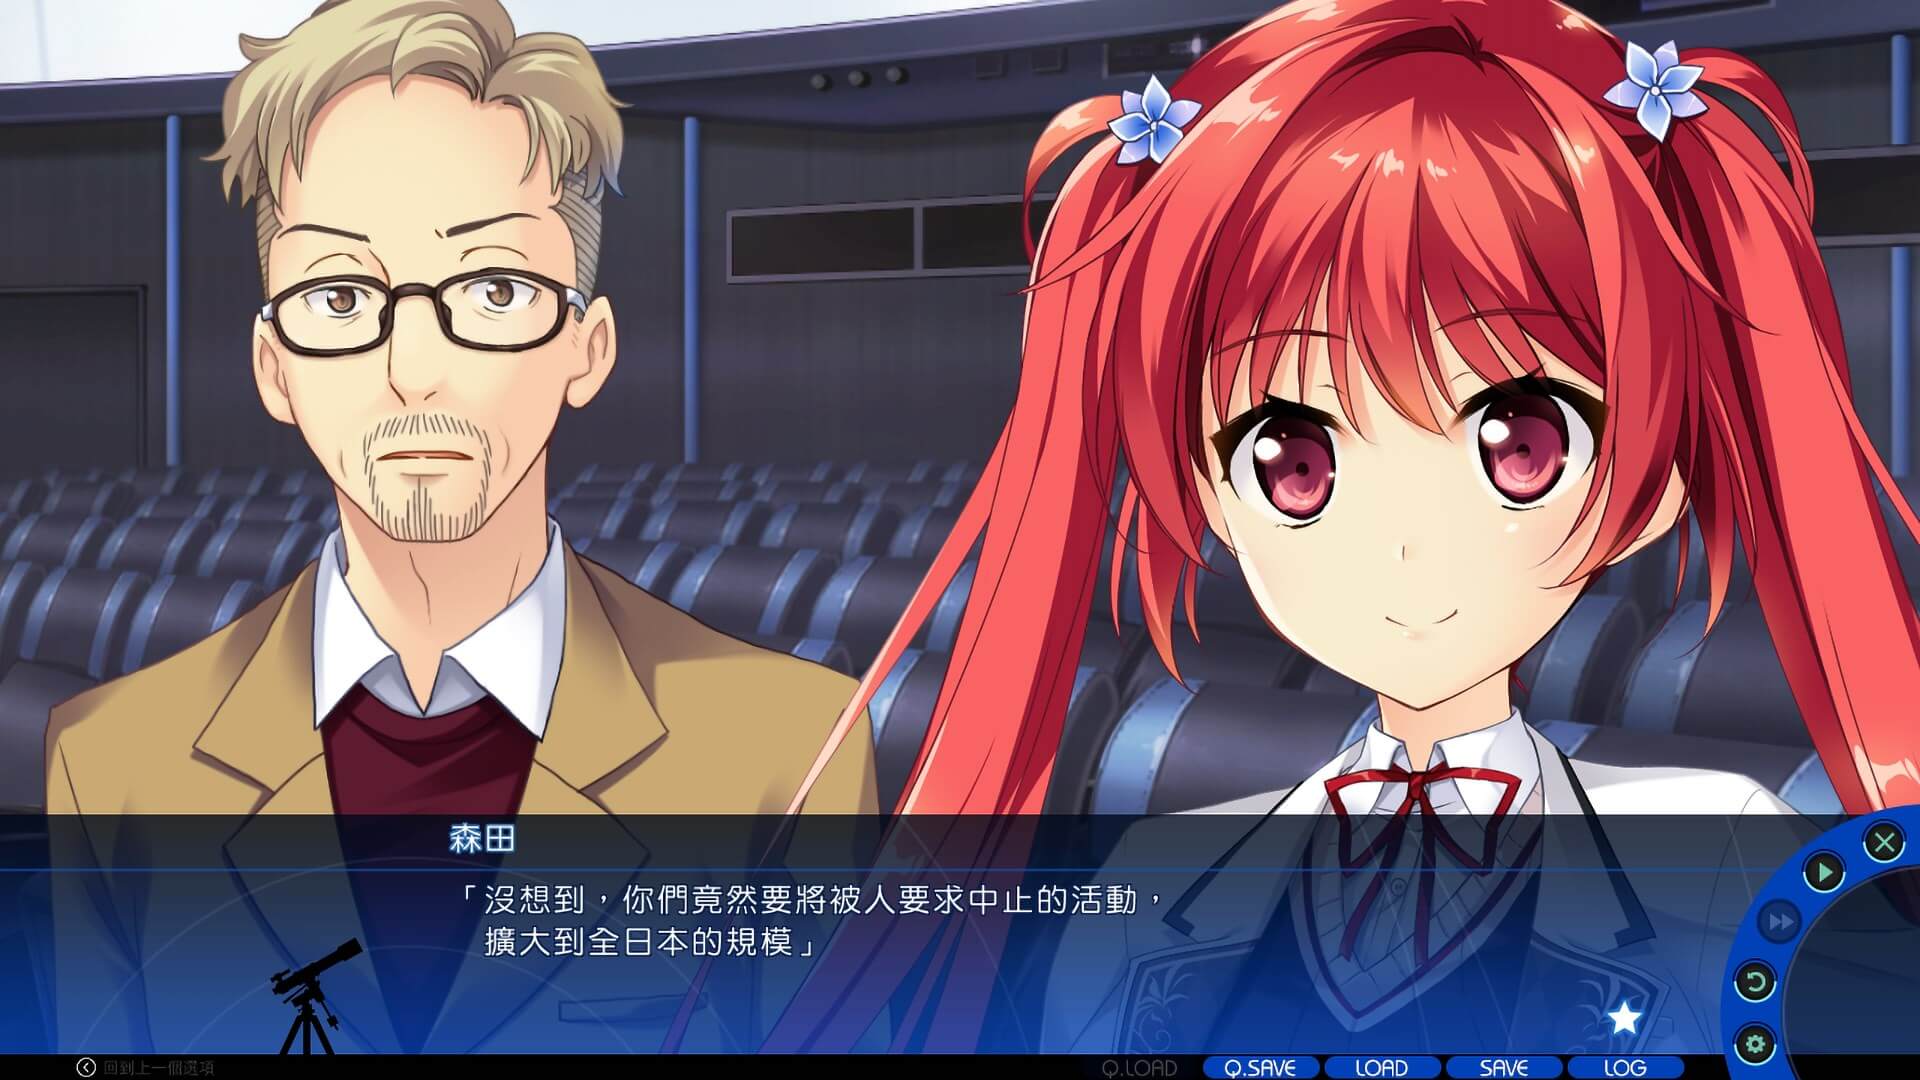 森田
「沒想到，你們竟然要將被人要求中止的活動，
擴大到全日本的規模」
回到上一個選項
Q.LOAD
Q.SAVE
LOAD
SAVE
LOG